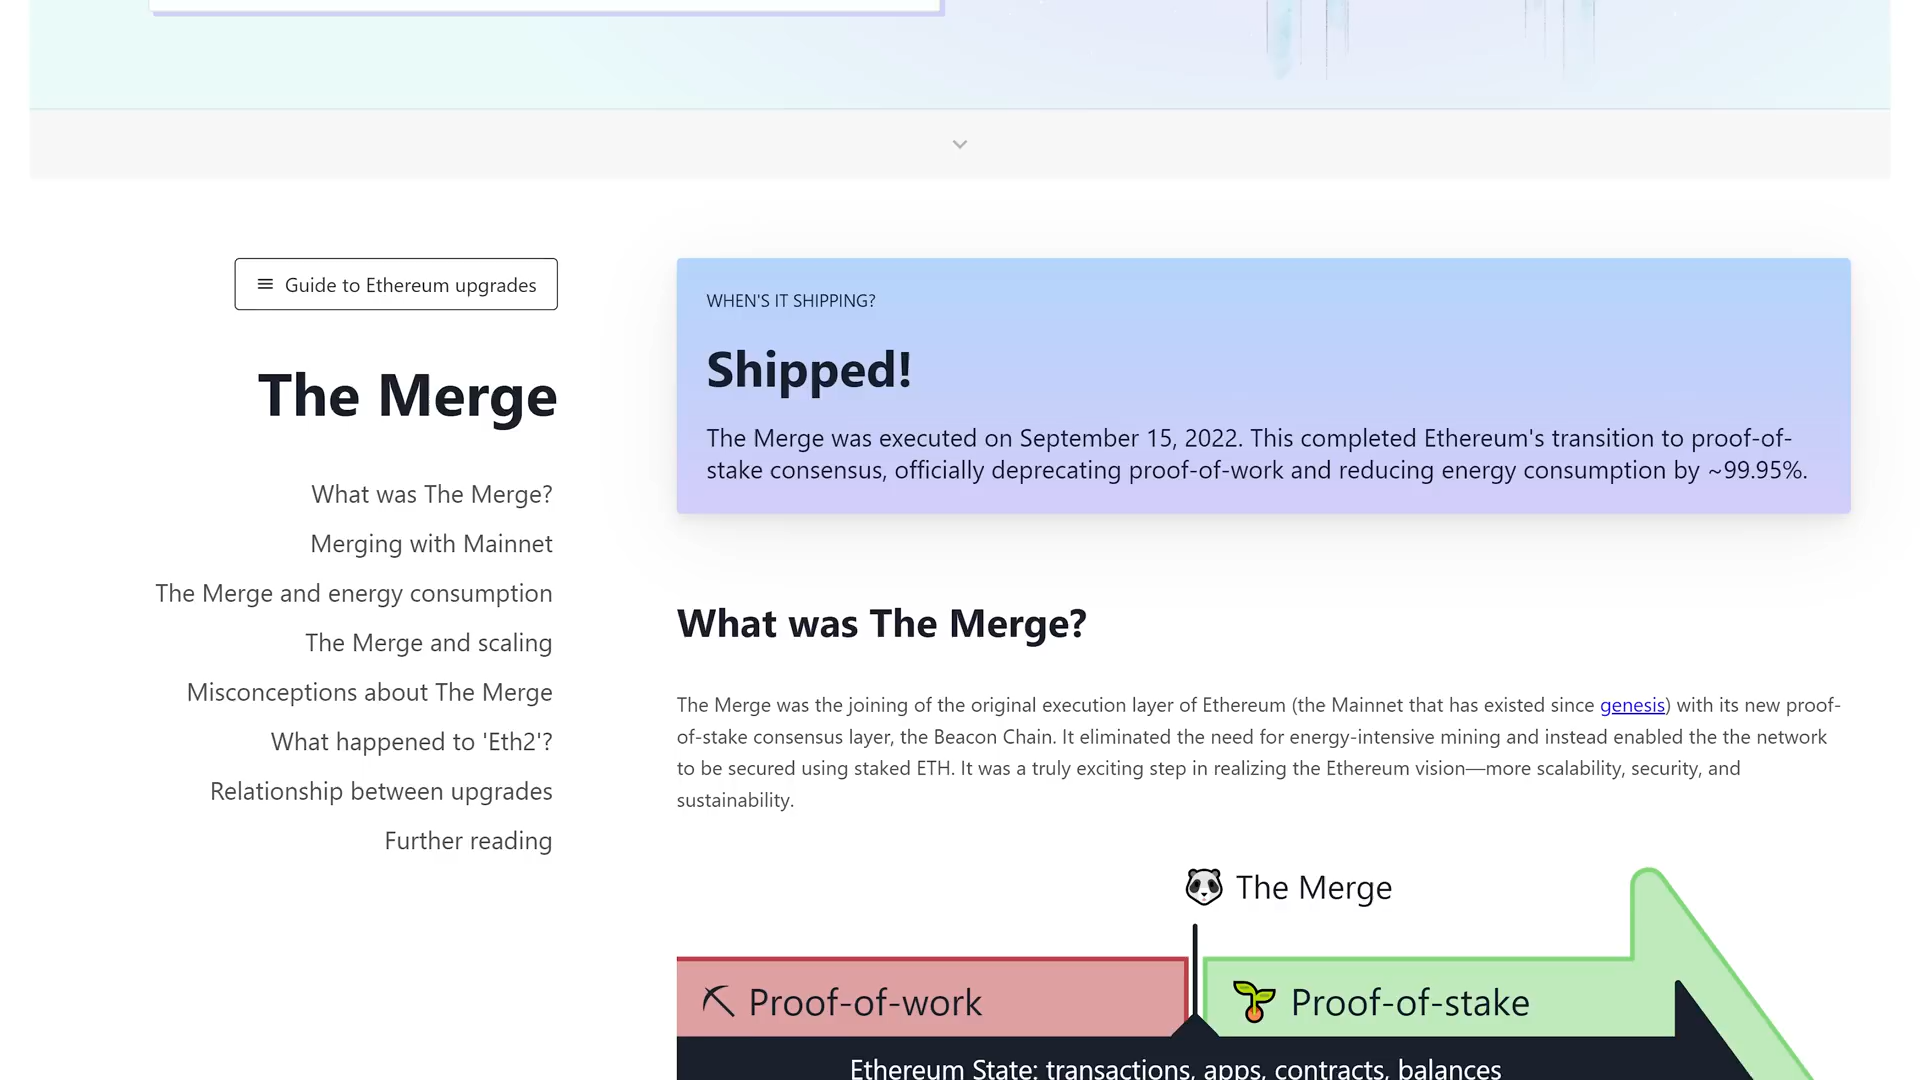 Guide to Ethereum upgrades
The Merge
What was The Merge?
Merging with Mainnet
The Merge and energy consumption
The Merge and scaling
Misconceptions about The Merge
What happened to 'Eth2'?
Relationship between upgrades
Further reading
WHEN'S IT SHIPPING?
Shipped!
The Merge was executed on September 15, 2022. This completed Ethereum's transition to proof-of-
stake consensus, officially deprecating proof-of-work and reducing energy consumption by ~99.95%.
What was The Merge?
The Merge was the joining of the original execution layer of Ethereum (the Mainnet that has existed since genesis) with its new proof-
of-stake consensus layer, the Beacon Chain. It eliminated the need for energy-intensive mining and instead enabled the the network
to be secured using staked ETH. It was a truly exciting step in realizing the Ethereum vision—more scalability, security, and
sustainability.
The Merge
Proof-of-work
Proof-of-stake
Ethereum State: transactions, apps, contracts, balances